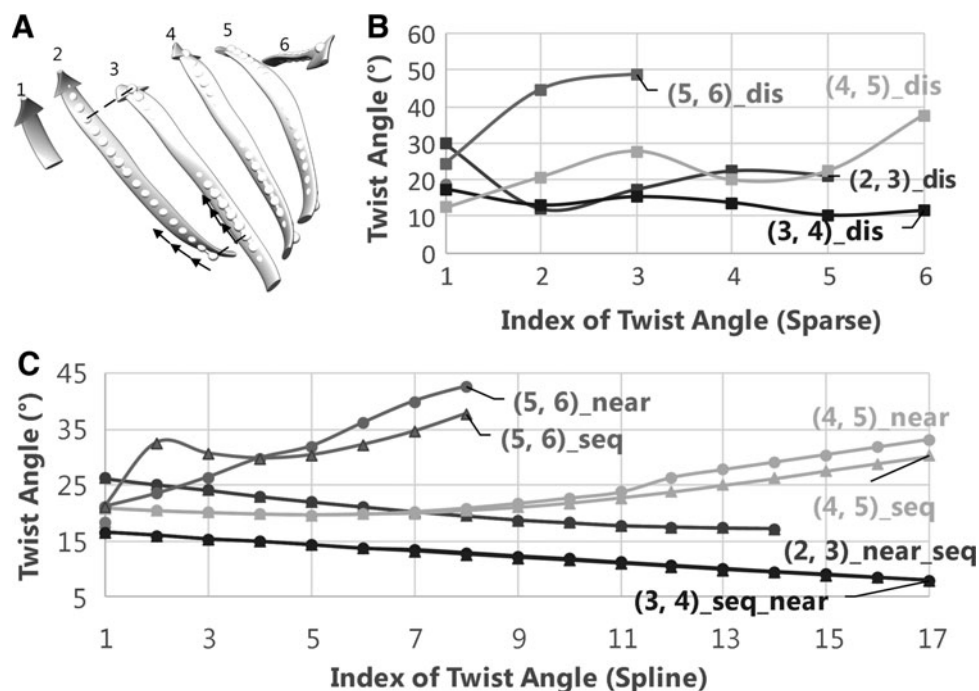 A
1
2
3
4
5
6
B
60
50
40
30
20
10
0
Twist Angle (°)
(5, 6)_dis
(4, 5)_dis
(2, 3)_dis
(3, 4)_dis
1 2 3 4 5 6
Index of Twist Angle (Sparse)
C
45
35
25
15
5
Twist Angle (°)
(5, 6)_near
(5, 6)_seq
(4, 5)_near
(4, 5)_seq
(2, 3)_near_seq
(3, 4)_seq_near
1 3 5 7 9 11 13 15 17
Index of Twist Angle (Spline)